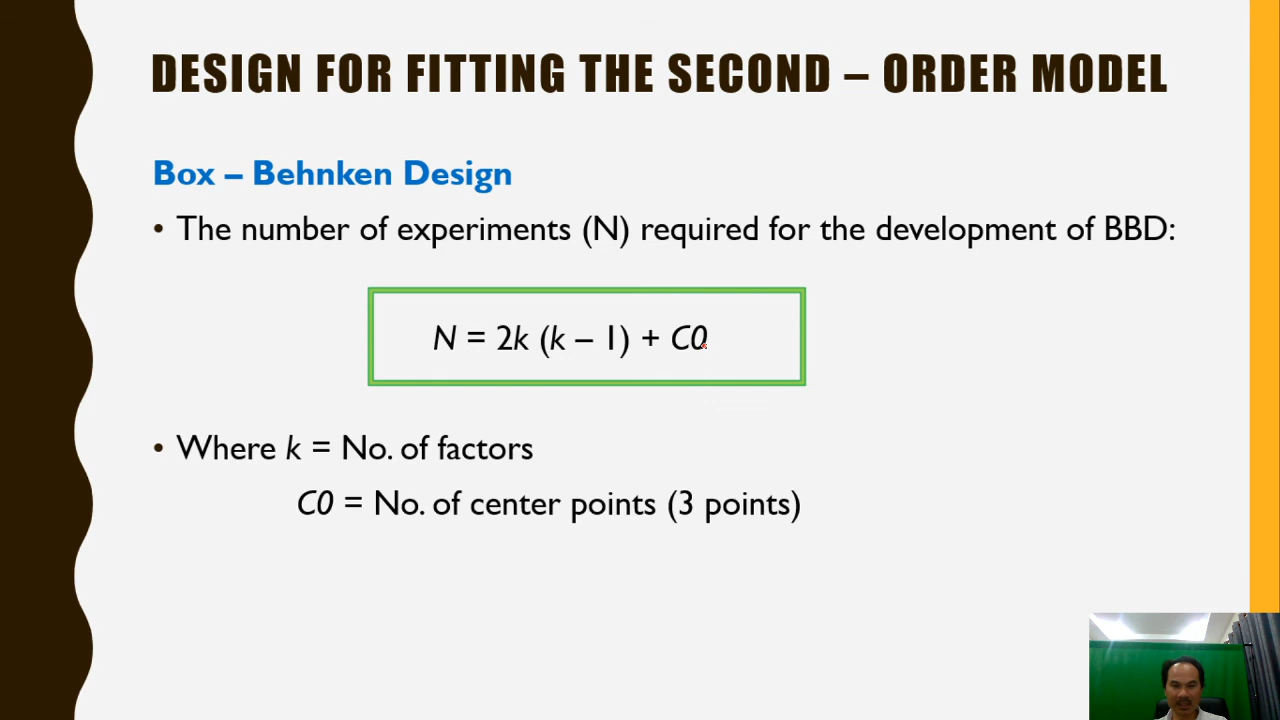 DESIGN FOR FITTING THE SECOND – ORDER MODEL
Box – Behnken Design
• The number of experiments (N) required for the development of BBD:
N = 2k (k – 1) + C0
• Where k = No. of factors
C0 = No. of center points (3 points)